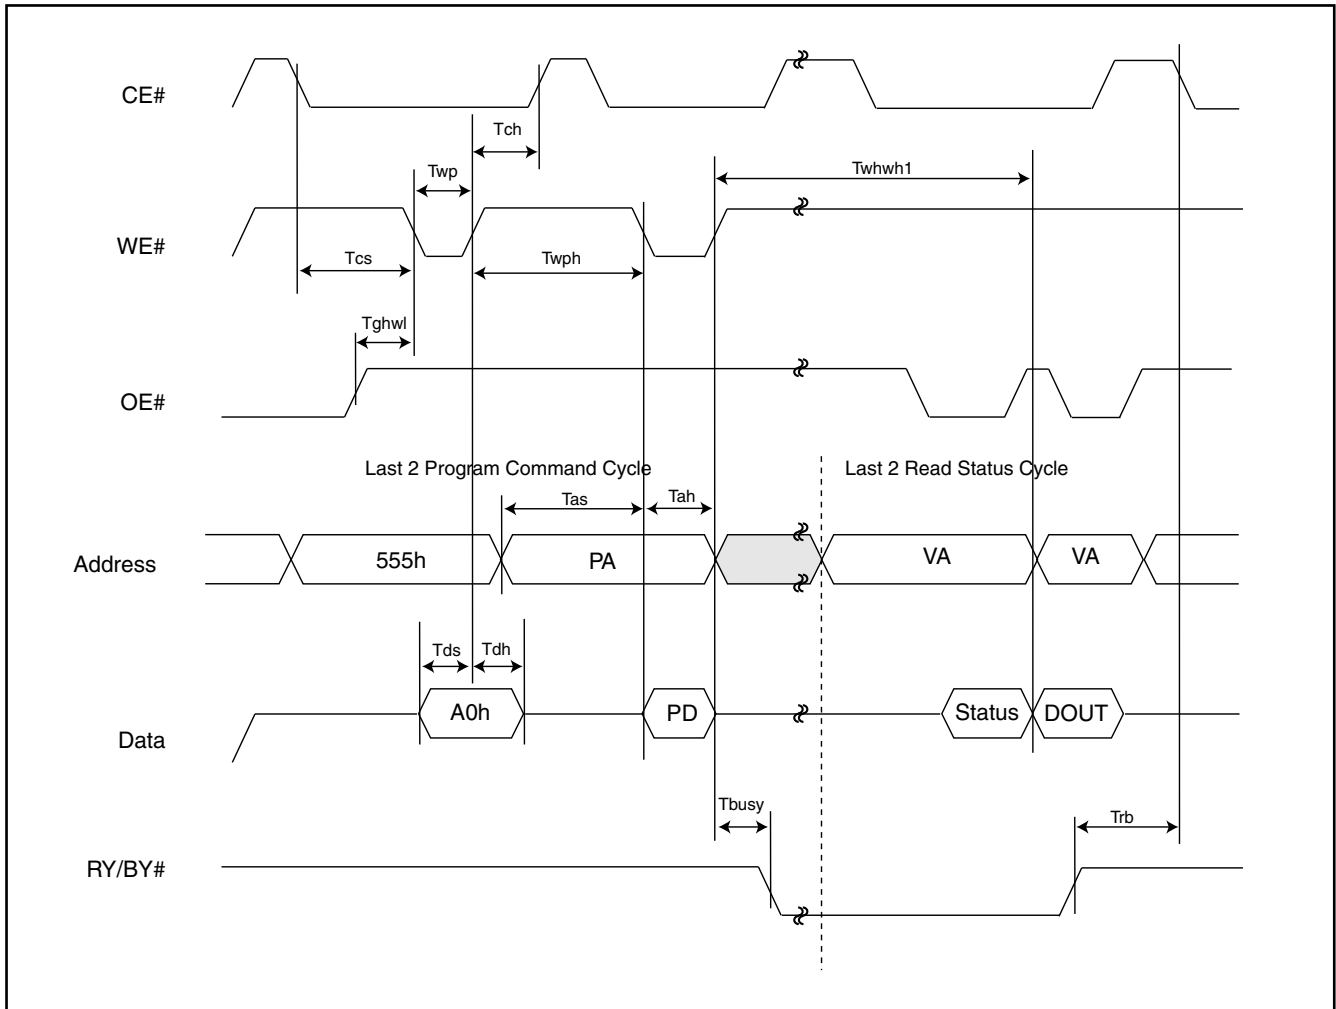 CE#
Tch
Twp
Twhwh1
WE#
Tcs
Twph
Tghwl
OE#
Last 2 Program Command Cycle
Last 2 Read Status Cycle
Tas
Tah
Address
555h
PA
VA
VA
Tds
Tdh
A0h
PD
Status
DOUT
Data
Tbusy
Trb
RY/BY#